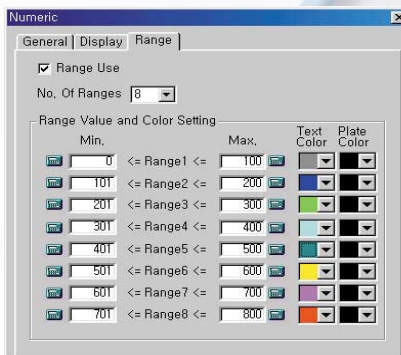 Numeric
General Display Range
Range Use
No. Of Ranges 8
Range Value and Color Setting
Min. Max. Text Color Plate Color
0 <= Range1 <= 100
101 <= Range2 <= 200
201 <= Range3 <= 300
301 <= Range4 <= 400
401 <= Range5 <= 500
501 <= Range6 <= 600
601 <= Range7 <= 700
701 <= Range8 <= 800